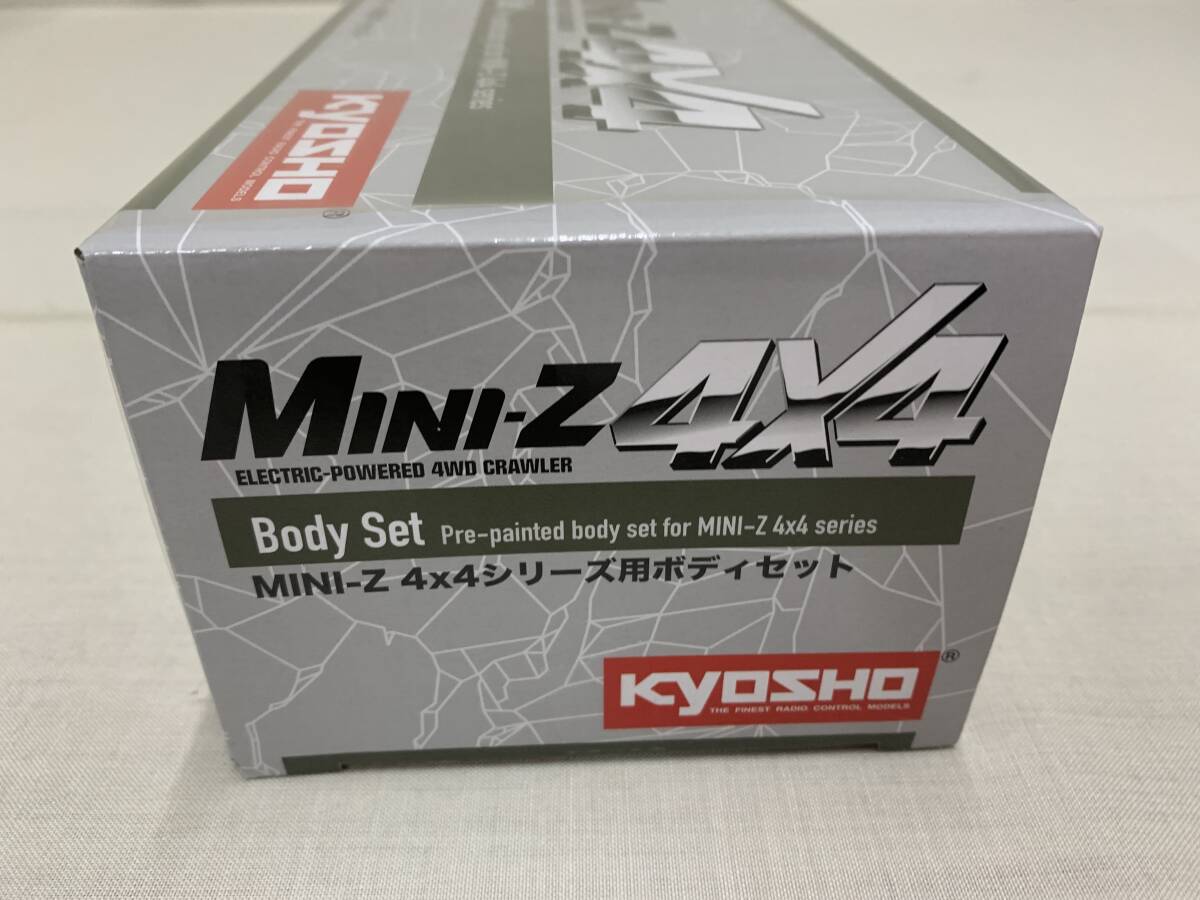 KYOSHO
THE FINEST RADIO CONTROL MODELS
®
4x4
MINI-Z 4x4
ELECTRIC-POWERED 4WD CRAWLER
Body Set Pre-painted body set for MINI-Z 4x4 series
MINI-Z 4x4シリーズ用ボディセット
KYOSHO ®
THE FINEST RADIO CONTROL MODELS